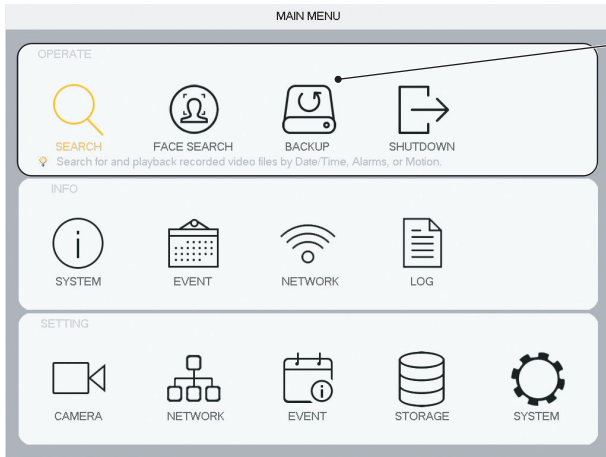 MAIN MENU
OPERATE
SEARCH FACE SEARCH BACKUP SHUTDOWN
Search for and playback recorded video files by Date/Time, Alarms, or Motion.
INFO
SYSTEM EVENT NETWORK LOG
SETTING
CAMERA NETWORK EVENT STORAGE SYSTEM